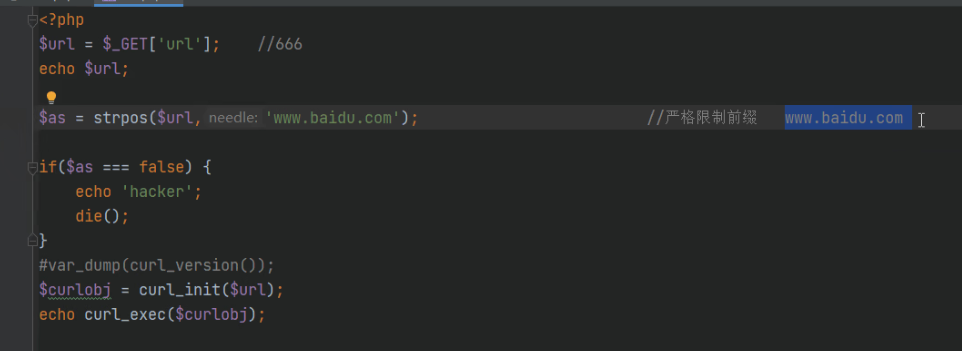 <?php
$url = $_GET['url'];    //666
echo $url;
$as = strpos($url, needle: 'www.baidu.com');    //严格限制前缀   www.baidu.com
if($as === false) {
    echo 'hacker';
    die();
}
#var_dump(curl_version());
$curlobj = curl_init($url);
echo curl_exec($curlobj);